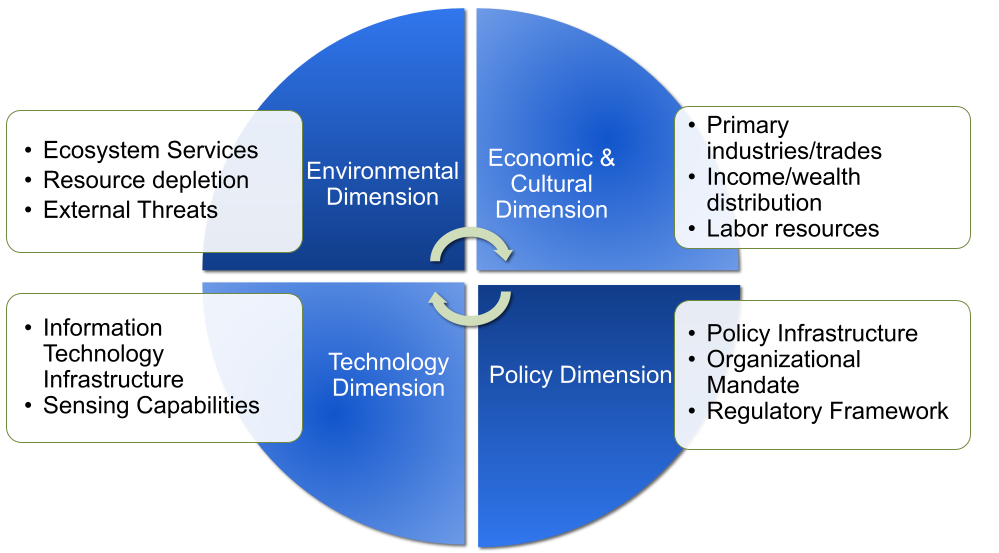 • Ecosystem Services
• Resource depletion
• External Threats
Environmental
Dimension
Economic &
Cultural
Dimension
• Primary
industries/trades
• Income/wealth
distribution
• Labor resources
• Information
Technology
Infrastructure
• Sensing Capabilities
Technology
Dimension
Policy Dimension
• Policy Infrastructure
• Organizational
Mandate
• Regulatory Framework